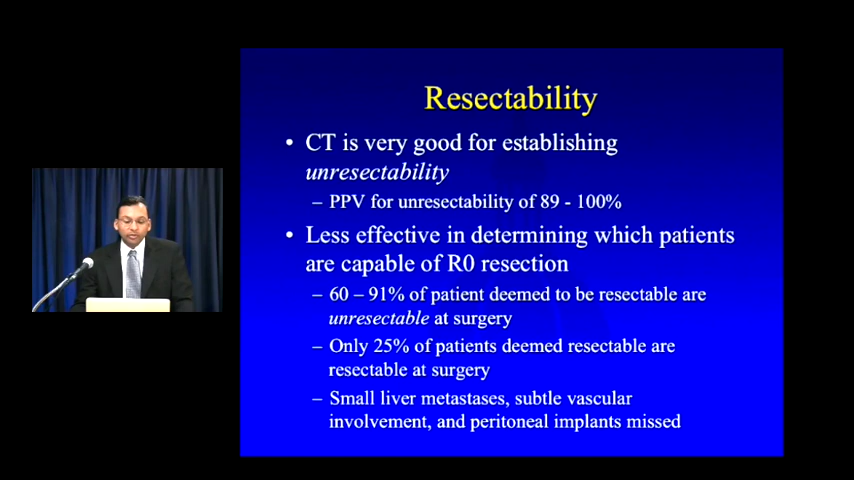 Resectability
• CT is very good for establishing
unresectability
– PPV for unresectability of 89 - 100%
• Less effective in determining which patients
are capable of R0 resection
– 60 – 91% of patient deemed to be resectable are
unresectable at surgery
– Only 25% of patients deemed resectable are
resectable at surgery
– Small liver metastases, subtle vascular
involvement, and peritoneal implants missed